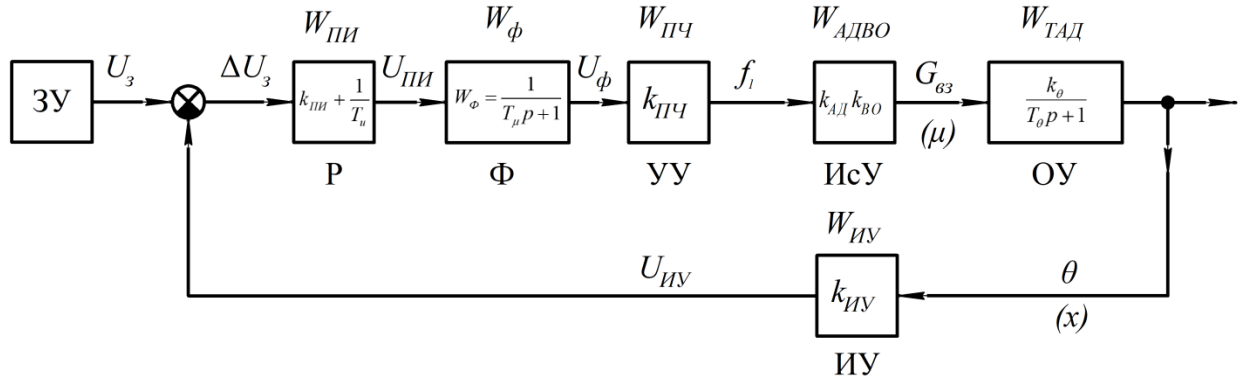 W_ПИ W_ф W_ПЧ W_АДВО W_ТАД
ЗУ U_з ΔU_з k_ПИ + 1/T_и U_ПИ W_Ф = 1/(T_μ p + 1) U_ф k_ПЧ f_1 k_АД k_ВО G_вз (μ) k_θ/(T_θ p + 1)
Р Ф УУ ИсУ ОУ
W_ИУ
U_ИУ k_ИУ θ (x)
ИУ